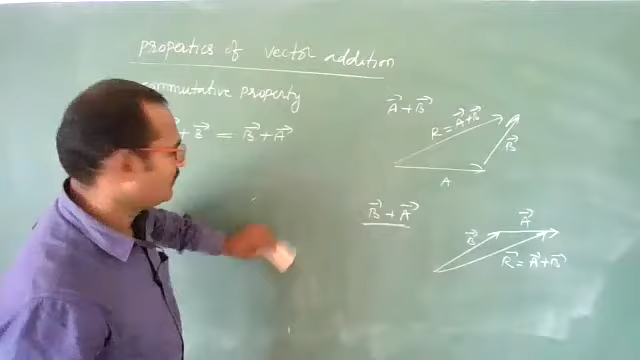 properties of vector addition
commutative property
+ B⃗ = B⃗ + A⃗
A⃗ + B⃗
R = A⃗ + B⃗
B⃗
A
B⃗ + A⃗
A⃗
B⃗
R⃗ = A⃗ + B⃗